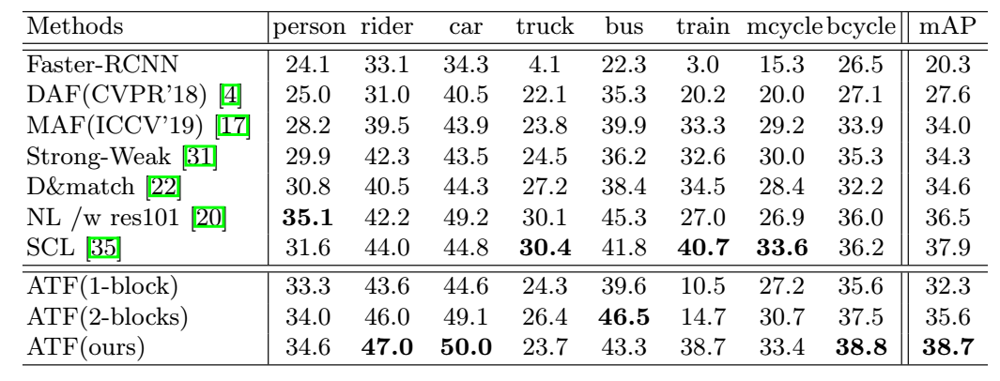 Methods person rider car truck bus train mcycle bcycle mAP
Faster-RCNN 24.1 33.1 34.3 4.1 22.3 3.0 15.3 26.5 20.3
DAF(CVPR'18) [4] 25.0 31.0 40.5 22.1 35.3 20.2 20.0 27.1 27.6
MAF(ICCV'19) [17] 28.2 39.5 43.9 23.8 39.9 33.3 29.2 33.9 34.0
Strong-Weak [31] 29.9 42.3 43.5 24.5 36.2 32.6 30.0 35.3 34.3
D&match [22] 30.8 40.5 44.3 27.2 38.4 34.5 28.4 32.2 34.6
NL /w res101 [20] 35.1 42.2 49.2 30.1 45.3 27.0 26.9 36.0 36.5
SCL [35] 31.6 44.0 44.8 30.4 41.8 40.7 33.6 36.2 37.9
ATF(1-block) 33.3 43.6 44.6 24.3 39.6 10.5 27.2 35.6 32.3
ATF(2-blocks) 34.0 46.0 49.1 26.4 46.5 14.7 30.7 37.5 35.6
ATF(ours) 34.6 47.0 50.0 23.7 43.3 38.7 33.4 38.8 38.7